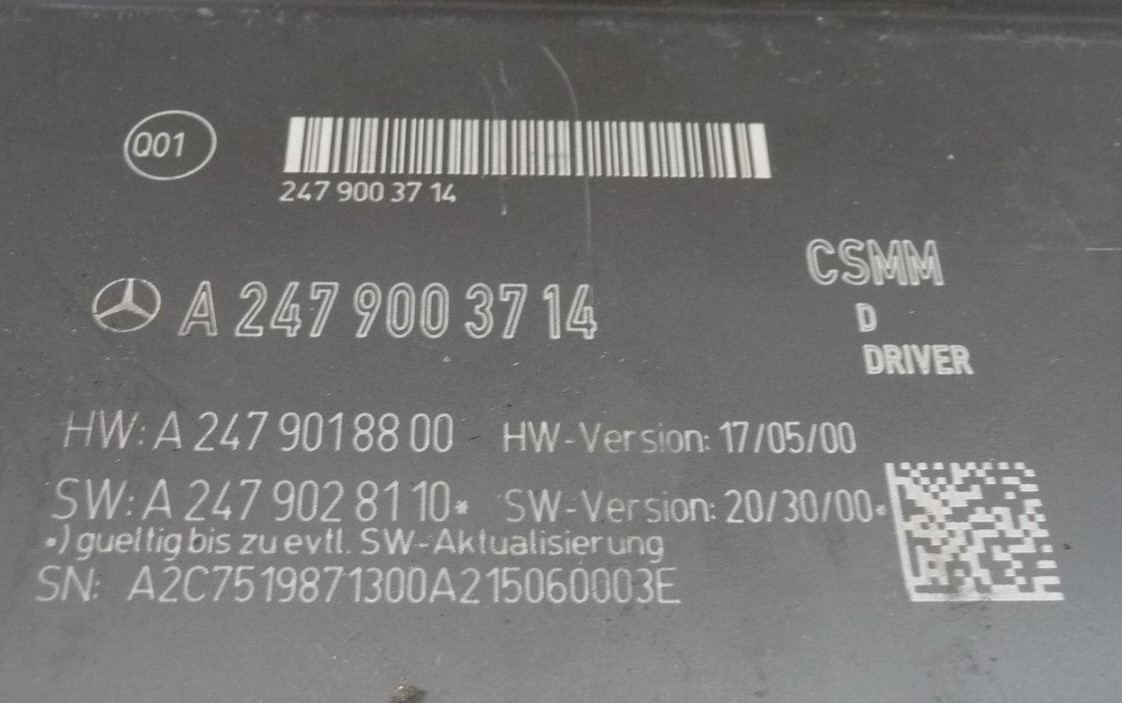 Q01
247 900 37 14
A 247 900 37 14
CSMM
D
DRIVER
HW: A 247 901 88 00 HW-Version: 17/05/00
SW: A 247 902 81 10* SW-Version: 20/30/00*
*) gueltig bis zu evtl. SW-Aktualisierung
SN: A2C7519871300A215060003E